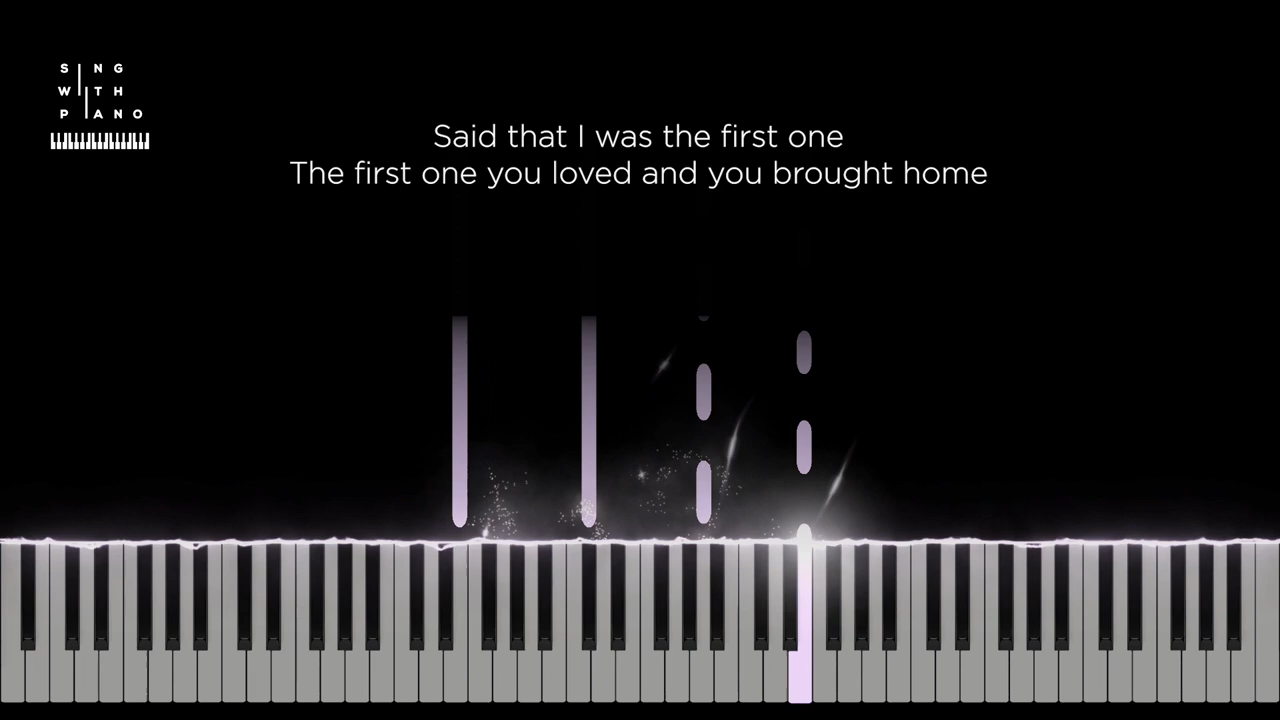 SING
WITH
PIANO
Said that I was the first one
The first one you loved and you brought home